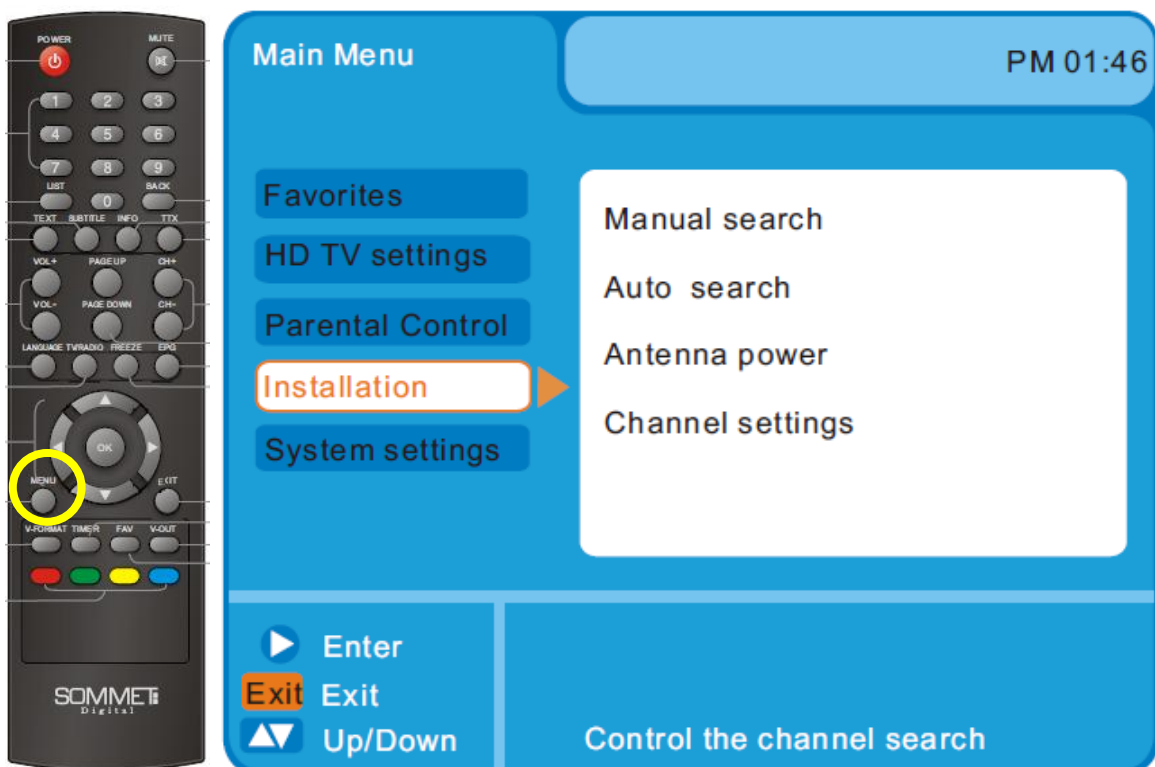 POWER
MUTE
1
2
3
4
5
6
7
8
9
LIST
0
BACK
TEXT
SUBTITLE
INFO
TTX
VOL+
PAGE UP
CH+
VOL-
PAGE DOWN
CH-
LANGUAGE
TV/RADIO
FREEZE
EPG
OK
MENU
EXIT
V-FORMAT
TIMER
FAV
V-OUT
SOMMET
Digital
Main Menu
PM 01:46
Favorites
HD TV settings
Parental Control
Installation
System settings
Manual search
Auto search
Antenna power
Channel settings
Enter
Exit Exit
Up/Down
Control the channel search